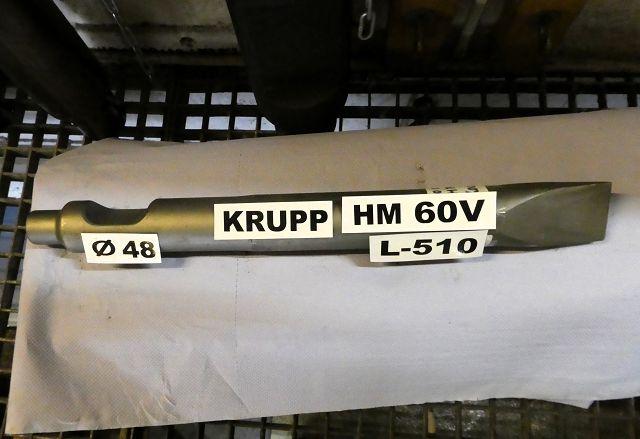 KRUPP
HM 60V
Ø 48
L-510